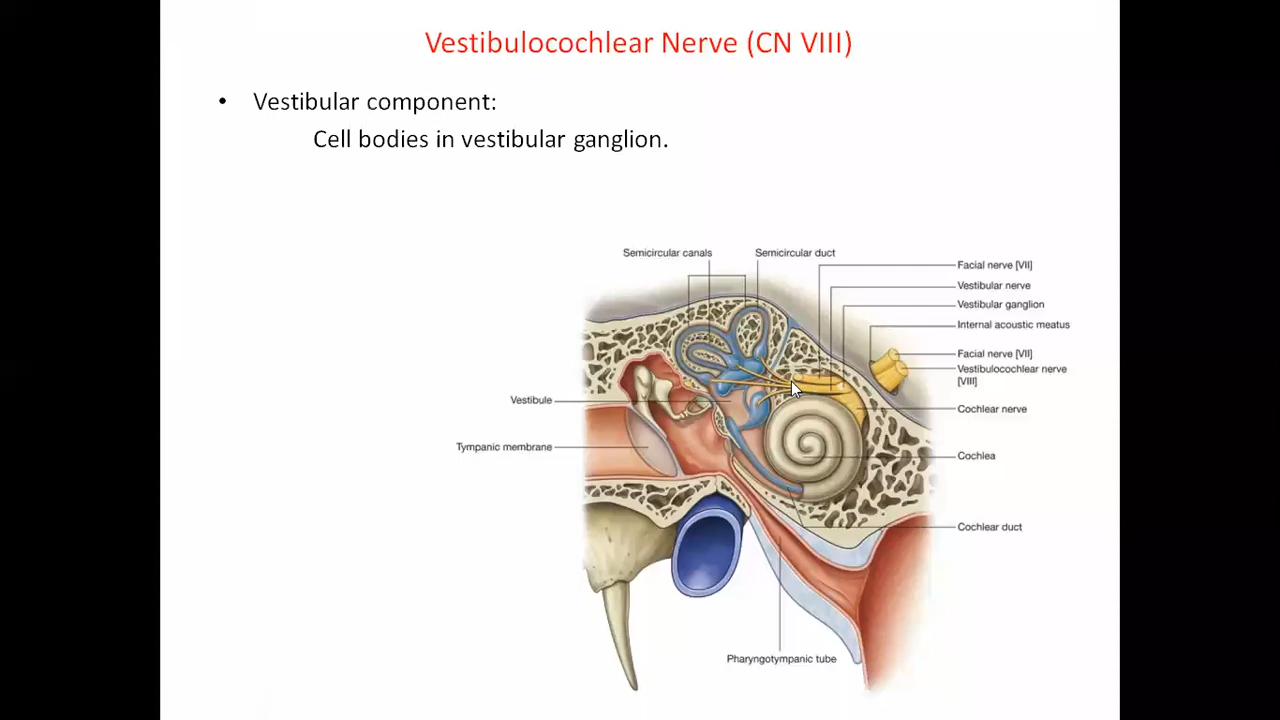 Vestibulocochlear Nerve (CN VIII)
• Vestibular component:
Cell bodies in vestibular ganglion.
Semicircular canals
Semicircular duct
Facial nerve [VII]
Vestibular nerve
Vestibular ganglion
Internal acoustic meatus
Facial nerve [VII]
Vestibulocochlear nerve
[VIII]
Vestibule
Cochlear nerve
Tympanic membrane
Cochlea
Cochlear duct
Pharyngotympanic tube